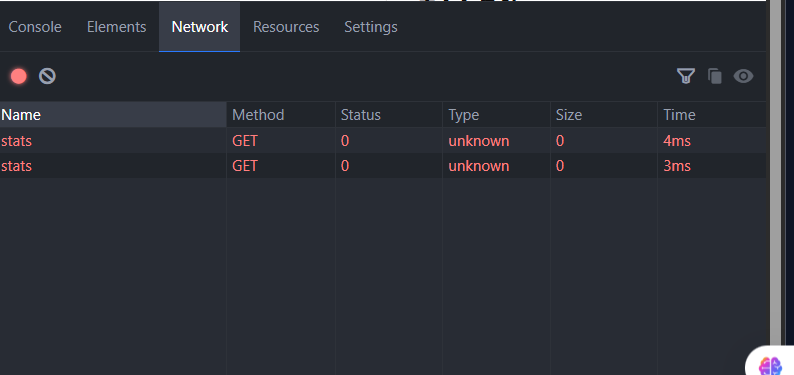 Console Elements Network Resources Settings
Name Method Status Type Size Time
stats GET 0 unknown 0 4ms
stats GET 0 unknown 0 3ms